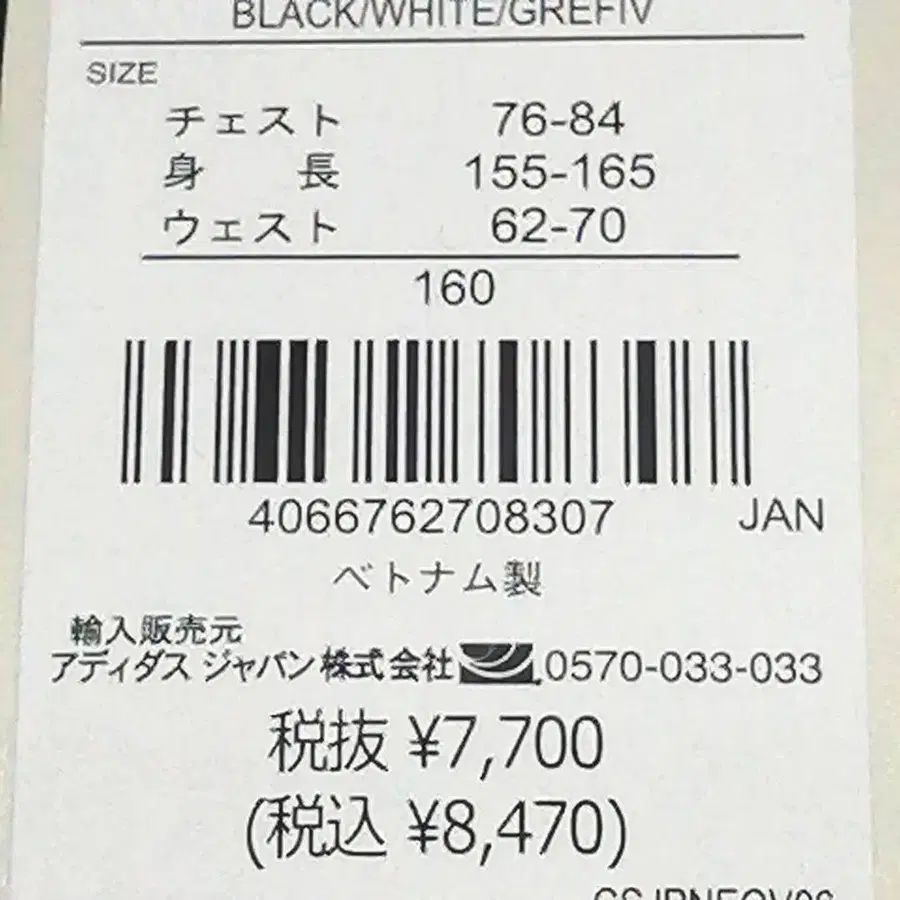 BLACK/WHITE/GREFIV
SIZE
チェスト 76-84
身 長 155-165
ウェスト 62-70
160
4066762708307 JAN
ベトナム製
輸入販売元
アディダス ジャパン株式会社 0570-033-033
税抜 ¥7,700
(税込 ¥8,470)